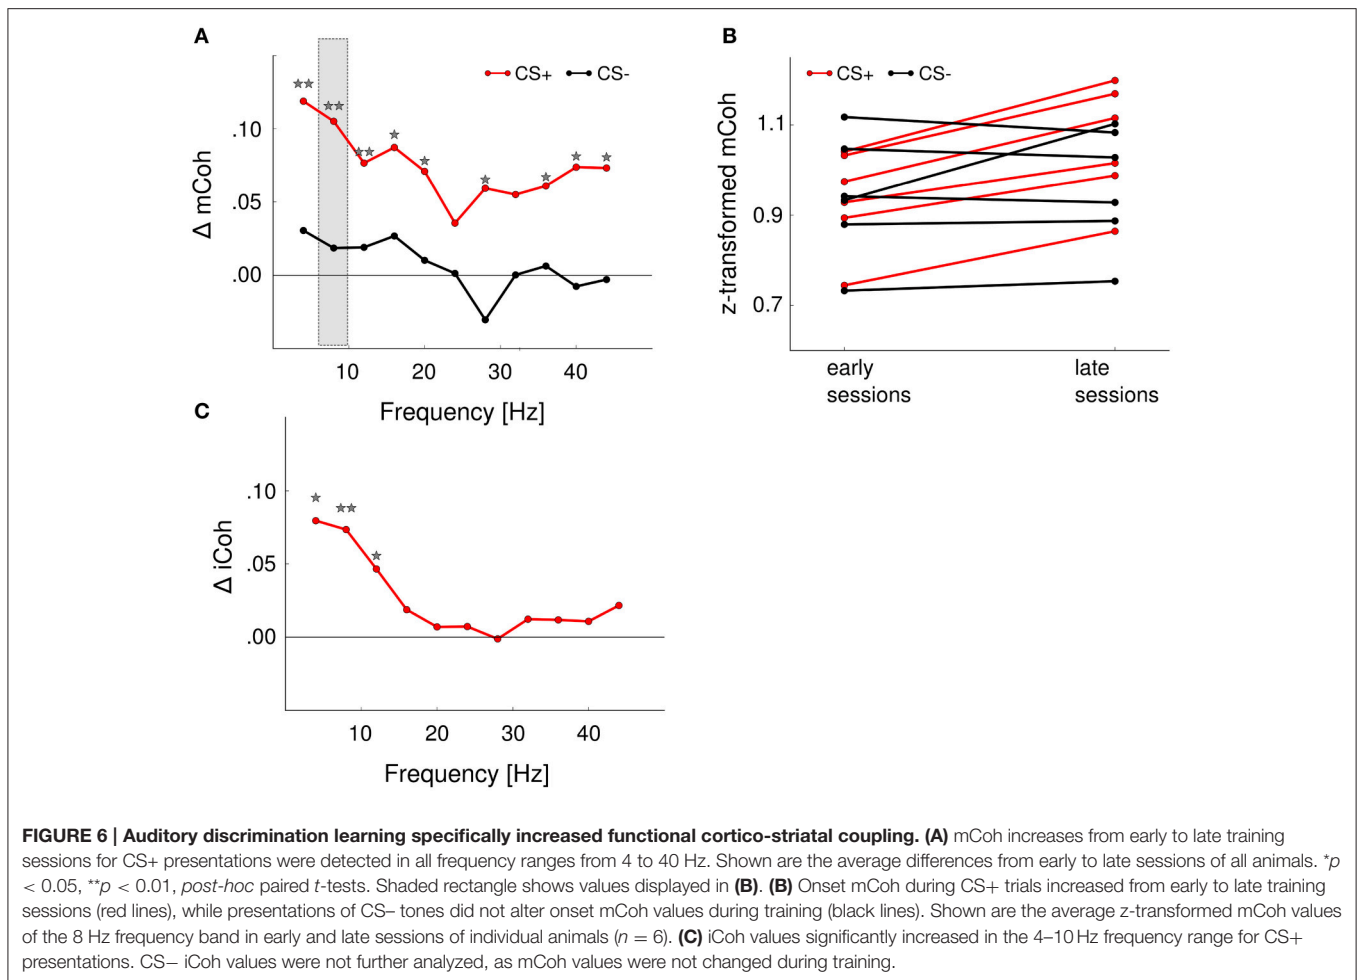 A
B
CS+ CS-
CS+ CS-
.10
.05
.00
Δ mCoh
10 20 30 40
Frequency [Hz]
1.1
0.9
0.7
z-transformed mCoh
early
sessions
late
sessions
C
.10
.05
.00
Δ iCoh
10 20 30 40
Frequency [Hz]
FIGURE 6 | Auditory discrimination learning specifically increased functional cortico-striatal coupling. (A) mCoh increases from early to late training
sessions for CS+ presentations were detected in all frequency ranges from 4 to 40 Hz. Shown are the average differences from early to late sessions of all animals. *p
< 0.05, **p < 0.01, post-hoc paired t-tests. Shaded rectangle shows values displayed in (B). (B) Onset mCoh during CS+ trials increased from early to late training
sessions (red lines), while presentations of CS− tones did not alter onset mCoh values during training (black lines). Shown are the average z-transformed mCoh values
of the 8 Hz frequency band in early and late sessions of individual animals (n = 6). (C) iCoh values significantly increased in the 4–10 Hz frequency range for CS+
presentations. CS− iCoh values were not further analyzed, as mCoh values were not changed during training.